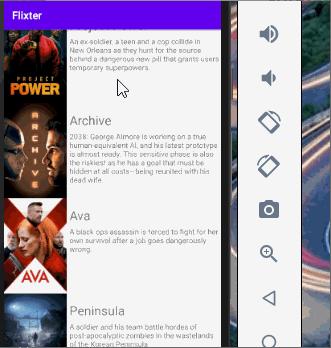 Flixter
An ex-soldier, a teen and a cop collide in
New Orleans as they hunt for the source
behind a dangerous new pill that grants users
temporary superpowers.
PROJECT
POWER
ARCHIVE
Archive
2038: George Almore is working on a true
human-equivalent AI, and his latest prototype
is almost ready. This sensitive phase is also
the riskiest as he has a goal that must be
hidden at all costs—being reunited with his
dead wife.
AVA
Ava
A black ops assassin is forced to fight for her
own survival after a job goes dangerously
wrong.
Peninsula
A soldier and his team battle hordes of
post-apocalyptic zombies in the wastelands
of the Korean Peninsula